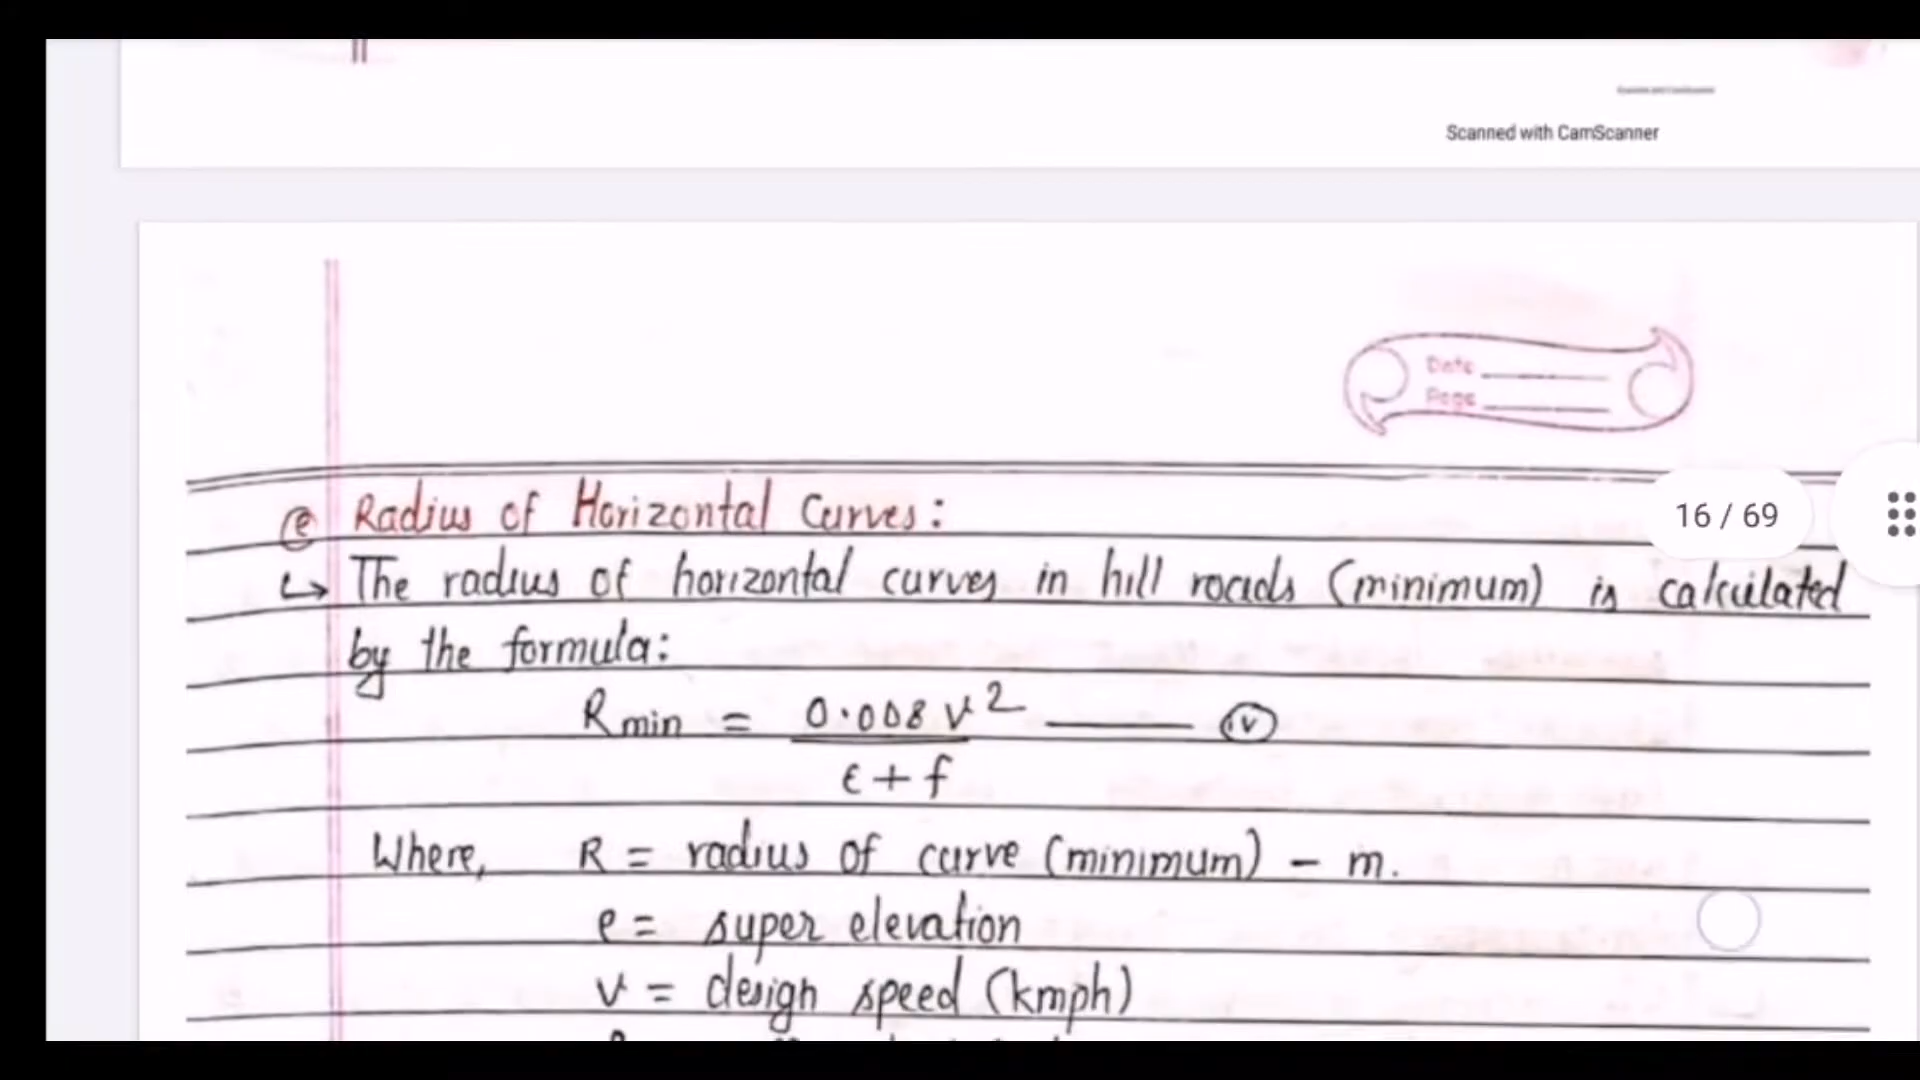 Scanned with CamScanner
Date
Page
16 / 69
e Radius of Horizontal Curves:
↳ The radius of horizontal curves in hill roads (minimum) is calculated
by the formula:
R min = 0.008 v² / e + f —— (v)
Where, R = radius of curve (minimum) - m.
e = super elevation
v = design speed (kmph)